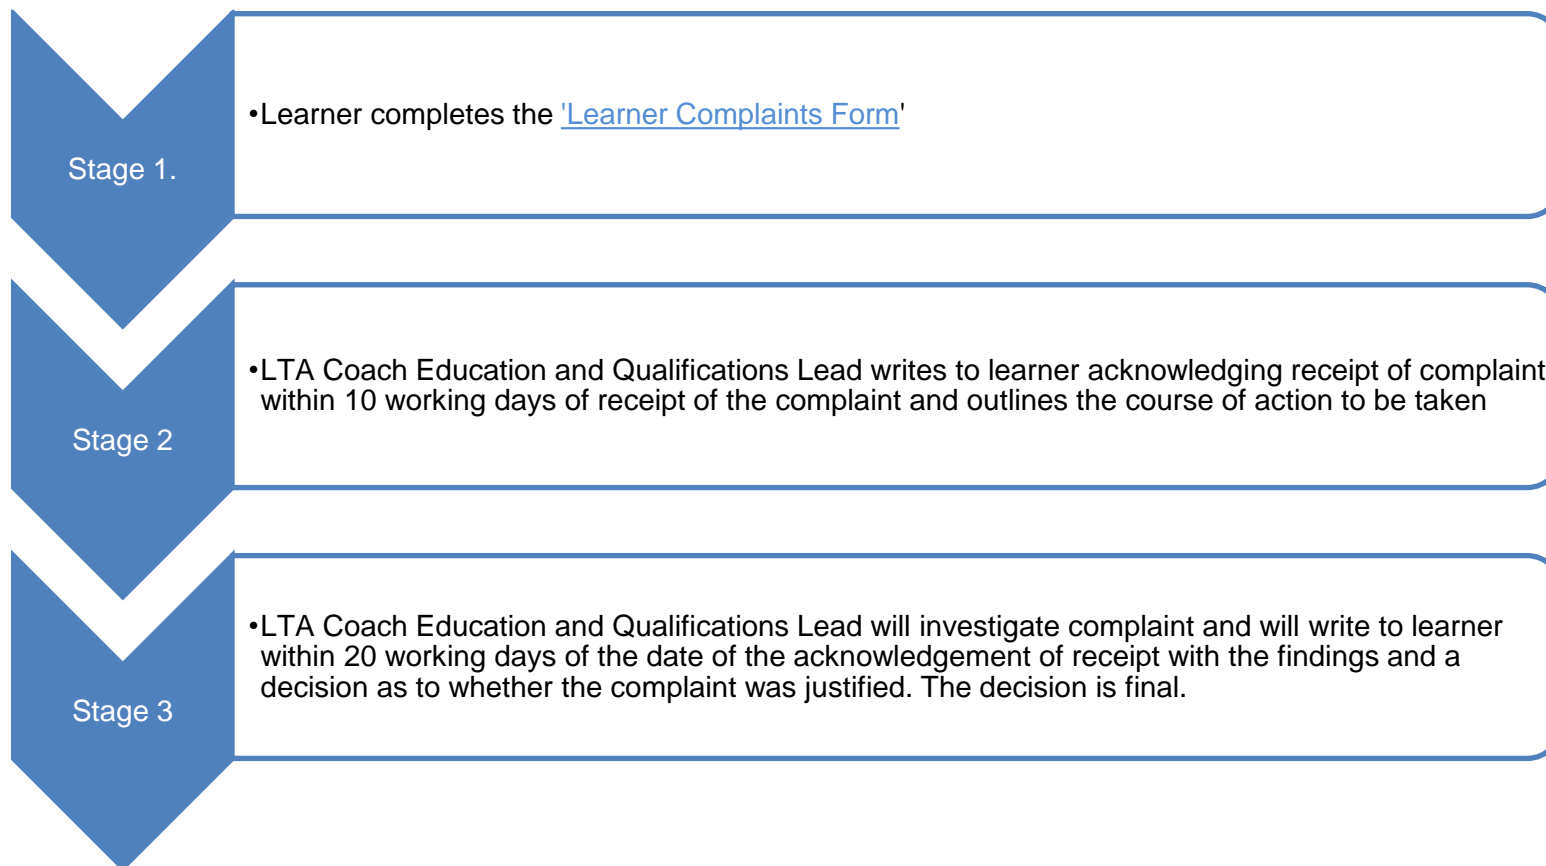 Stage 1.
•Learner completes the 'Learner Complaints Form'
Stage 2
•LTA Coach Education and Qualifications Lead writes to learner acknowledging receipt of complaint
within 10 working days of receipt of the complaint and outlines the course of action to be taken
Stage 3
•LTA Coach Education and Qualifications Lead will investigate complaint and will write to learner
within 20 working days of the date of the acknowledgement of receipt with the findings and a
decision as to whether the complaint was justified. The decision is final.